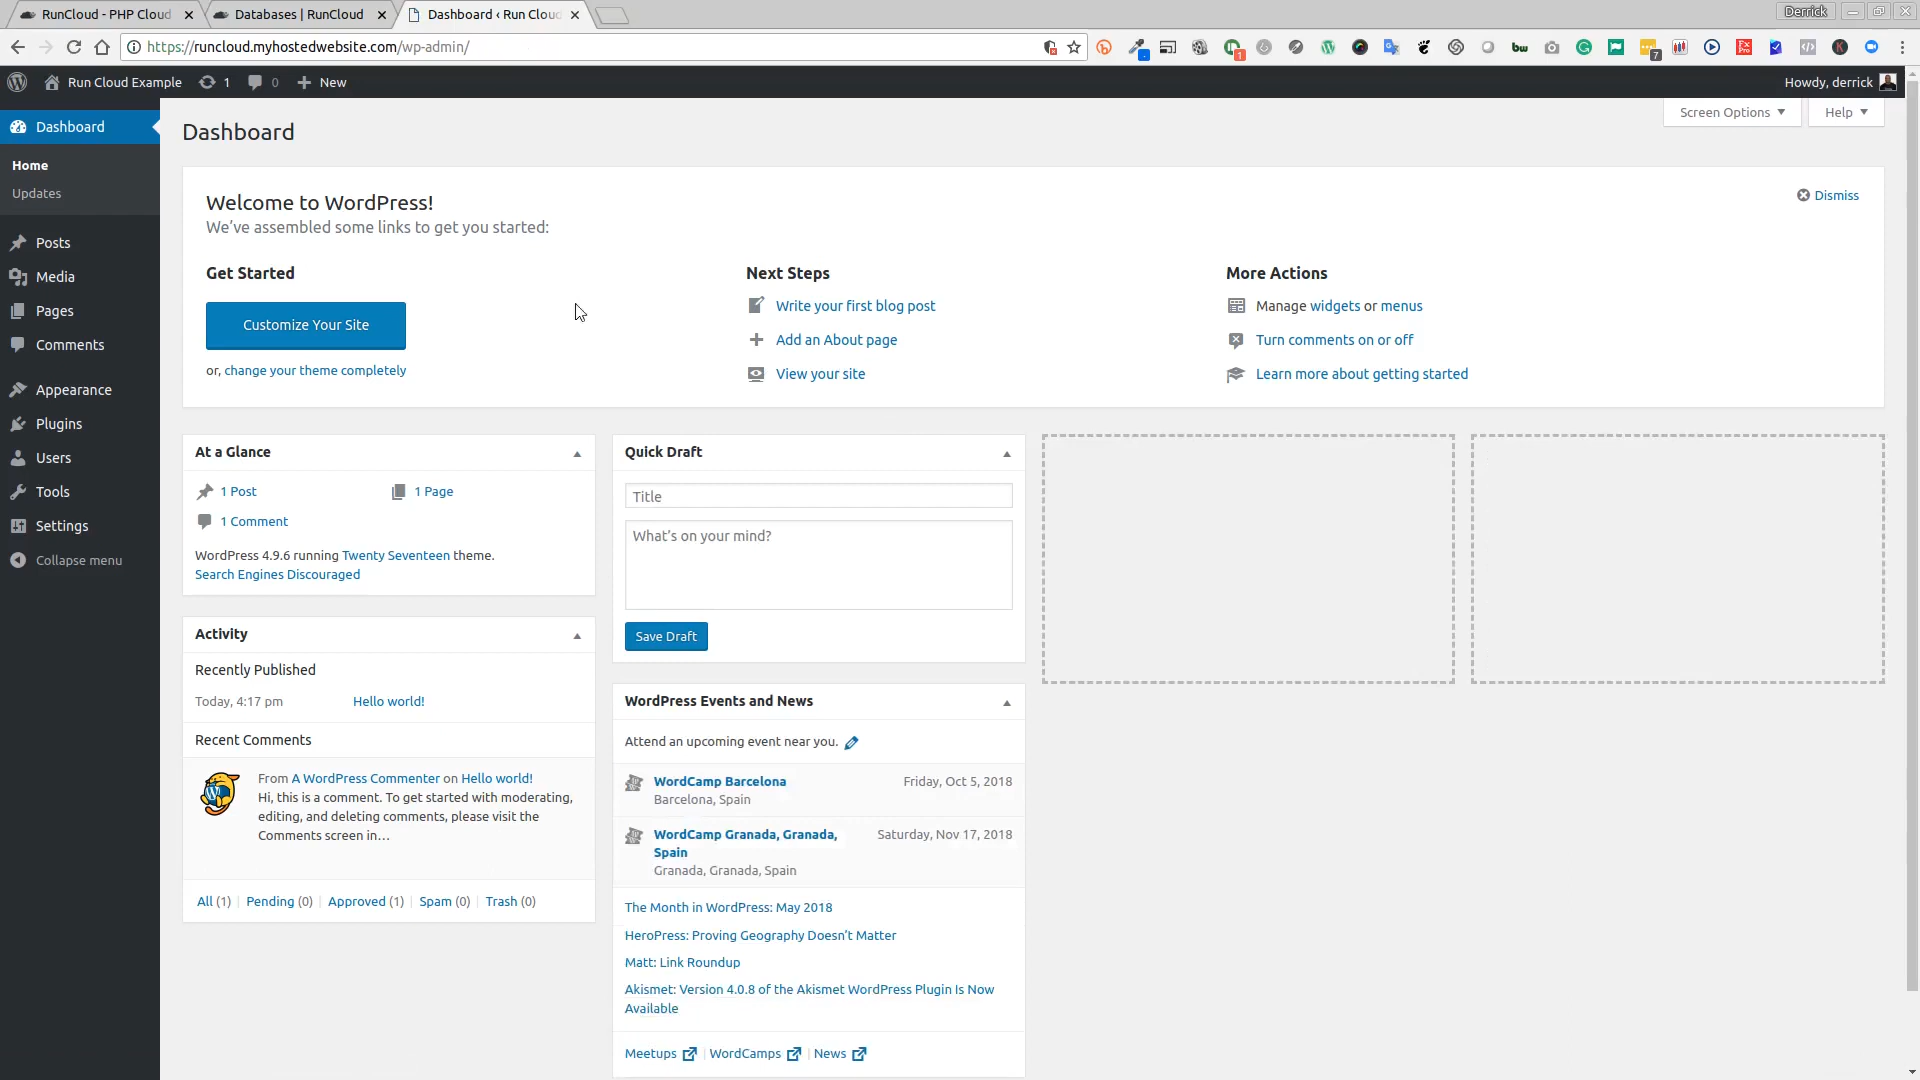 RunCloud - PHP Cloud
Databases | RunCloud
Dashboard ‹ Run Cloud
Derrick
https://runcloud.myhostedwebsite.com/wp-admin/
bw
1
7
Run Cloud Example
1
0
New
Howdy, derrick
Screen Options
Help
Dashboard
Home
Updates
Posts
Media
Pages
Comments
Appearance
Plugins
Users
Tools
Settings
Collapse menu
Dashboard
Welcome to WordPress!
We've assembled some links to get you started:
Dismiss
Get Started
Customize Your Site
or, change your theme completely
Next Steps
Write your first blog post
Add an About page
View your site
More Actions
Manage widgets or menus
Turn comments on or off
Learn more about getting started
At a Glance
1 Post
1 Page
1 Comment
WordPress 4.9.6 running Twenty Seventeen theme.
Search Engines Discouraged
Activity
Recently Published
Today, 4:17 pm
Hello world!
Recent Comments
From A WordPress Commenter on Hello world!
Hi, this is a comment. To get started with moderating,
editing, and deleting comments, please visit the
Comments screen in…
All (1) | Pending (0) | Approved (1) | Spam (0) | Trash (0)
Quick Draft
Title
What's on your mind?
Save Draft
WordPress Events and News
Attend an upcoming event near you.
WordCamp Barcelona
Friday, Oct 5, 2018
Barcelona, Spain
WordCamp Granada, Granada,
Saturday, Nov 17, 2018
Spain
Granada, Granada, Spain
The Month in WordPress: May 2018
HeroPress: Proving Geography Doesn't Matter
Matt: Link Roundup
Akismet: Version 4.0.8 of the Akismet WordPress Plugin Is Now
Available
Meetups | WordCamps | News